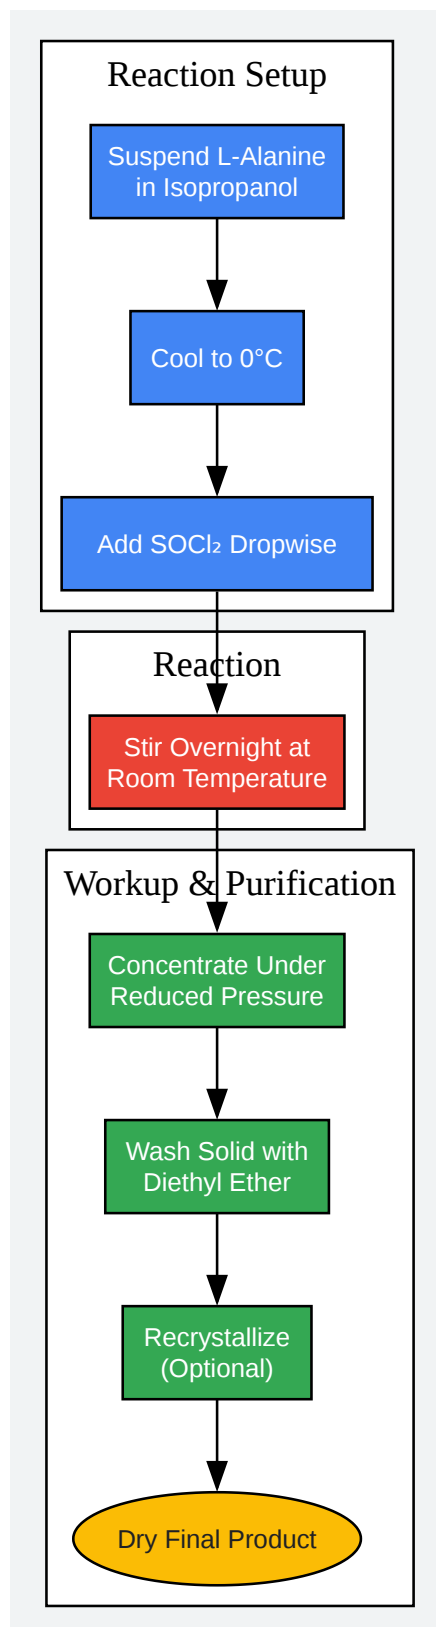 Reaction Setup
Suspend L-Alanine
in Isopropanol
Cool to 0°C
Add SOCl₂ Dropwise
Reaction
Stir Overnight at
Room Temperature
Workup & Purification
Concentrate Under
Reduced Pressure
Wash Solid with
Diethyl Ether
Recrystallize
(Optional)
Dry Final Product